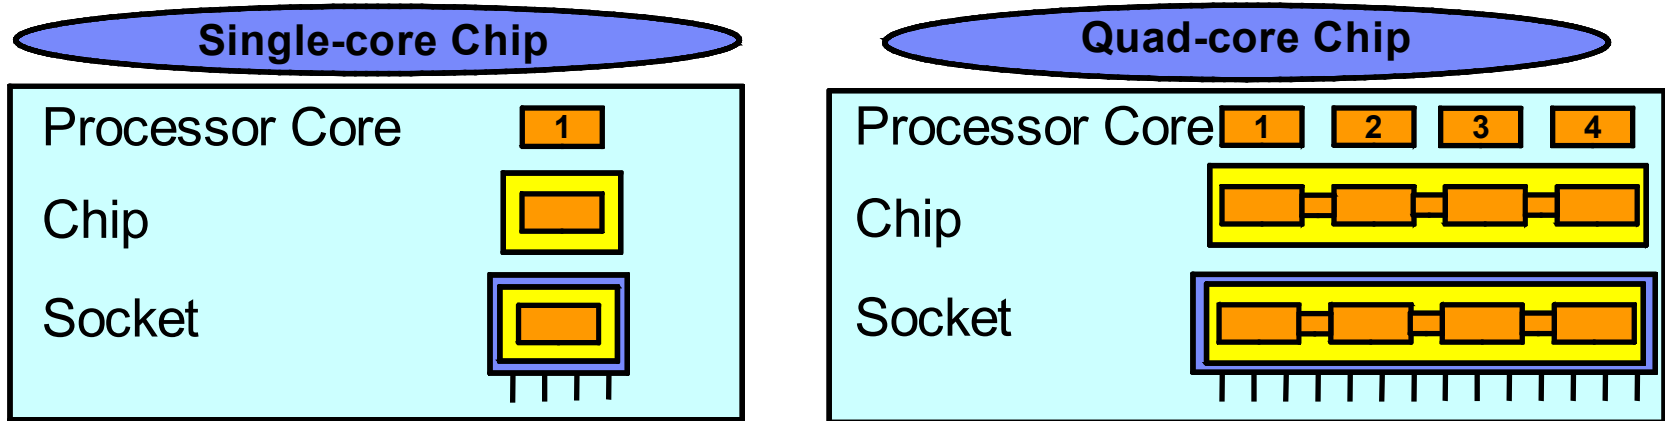 Single-core Chip
Processor Core 1
Chip
Socket
Quad-core Chip
Processor Core 1 2 3 4
Chip
Socket